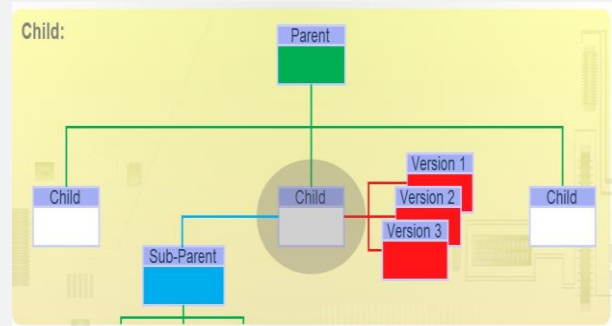 Child:
Parent
Version 1
Child
Child
Version 2
Child
Version 3
Sub-Parent